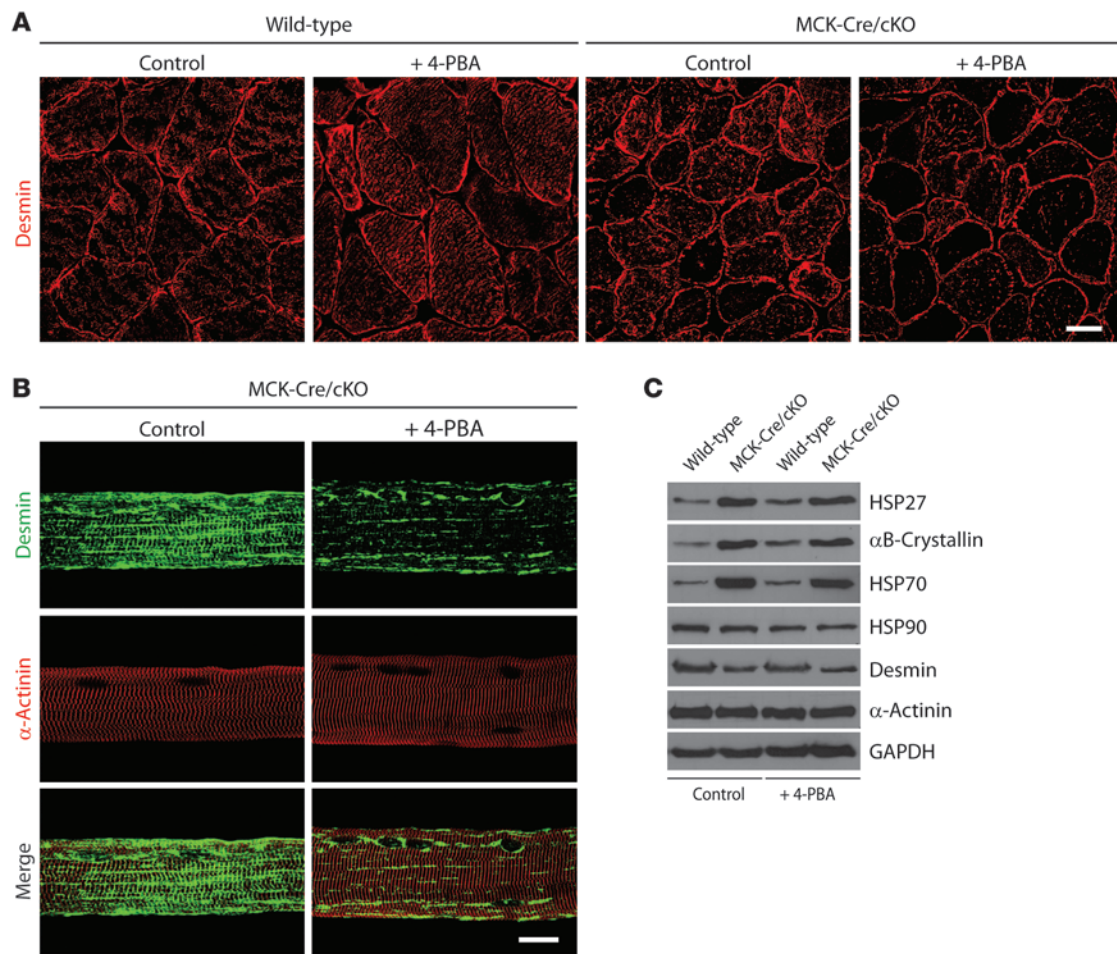 A
Wild-type
MCK-Cre/cKO
Control
+ 4-PBA
Control
+ 4-PBA
Desmin
B
MCK-Cre/cKO
Control
+ 4-PBA
Desmin
α-Actinin
Merge
C
Wild-type
MCK-Cre/cKO
Wild-type
MCK-Cre/cKO
HSP27
αB-Crystallin
HSP70
HSP90
Desmin
α-Actinin
GAPDH
Control
+ 4-PBA